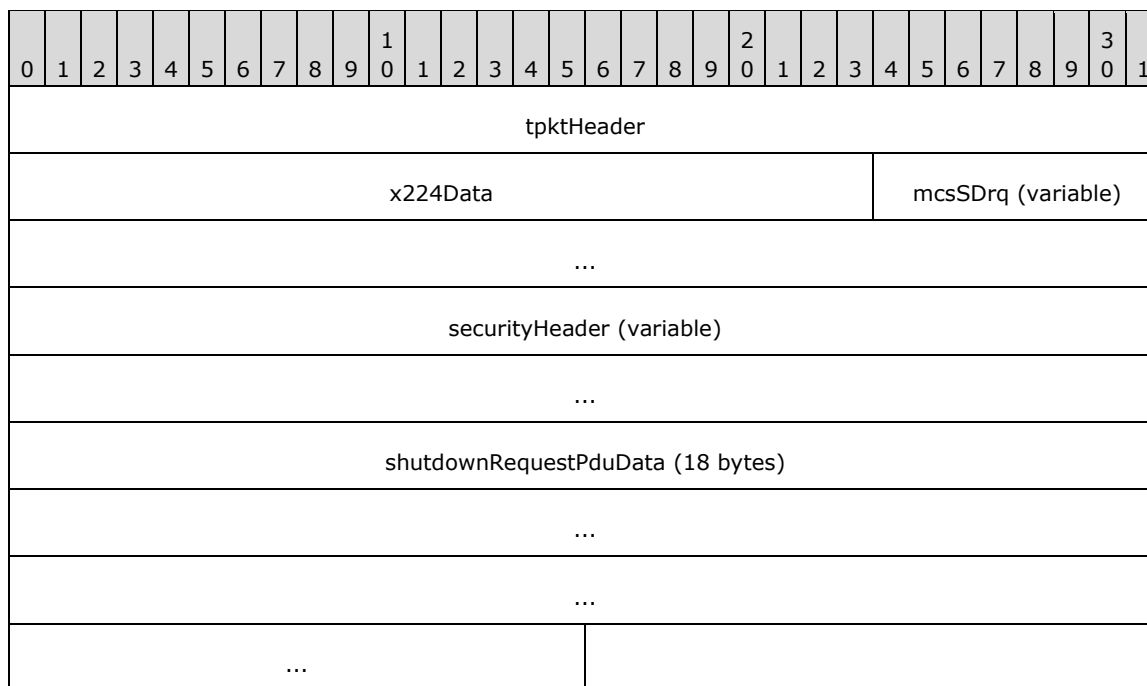 0 1 2 3 4 5 6 7 8 9 1 0 1 2 3 4 5 6 7 8 9 2 0 1 2 3 4 5 6 7 8 9 3 0 1
tpktHeader
x224Data mcsSDrq (variable)
...
securityHeader (variable)
...
shutdownRequestPduData (18 bytes)
...
...
...